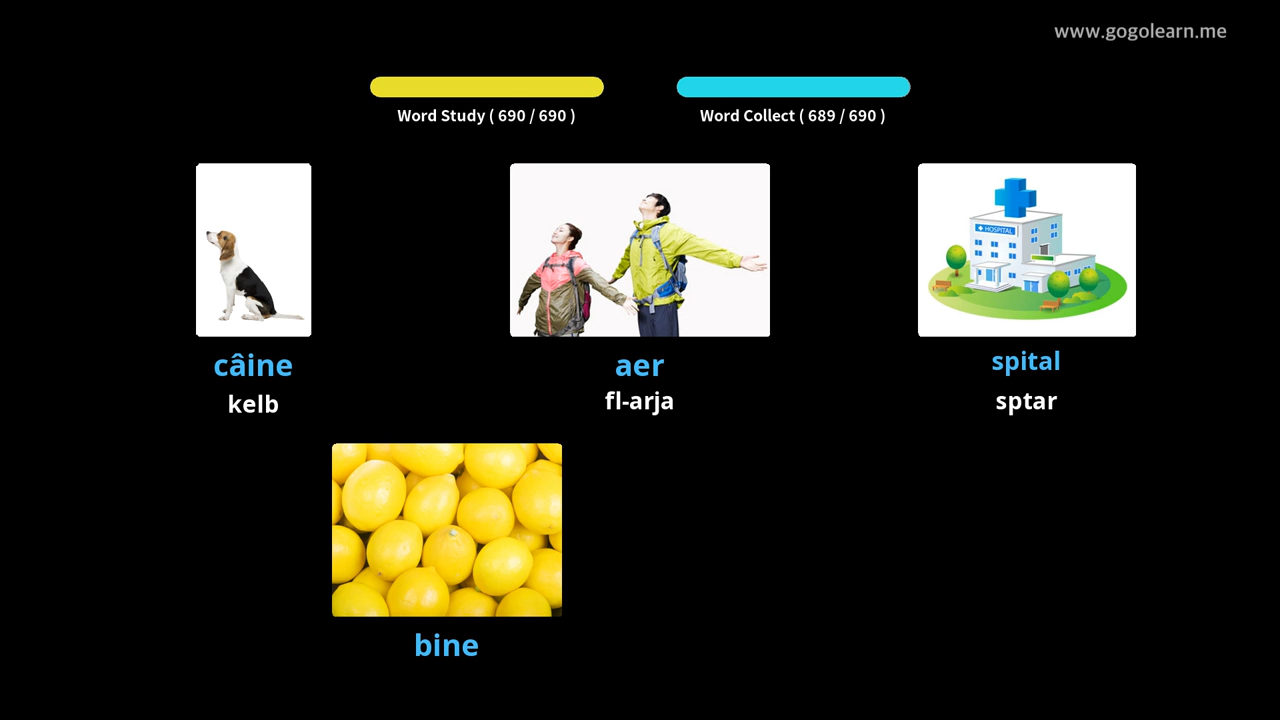 www.gogolearn.me
Word Study ( 690 / 690 )
Word Collect ( 689 / 690 )
HOSPITAL
câine
kelb
aer
fl-arja
spital
sptar
bine